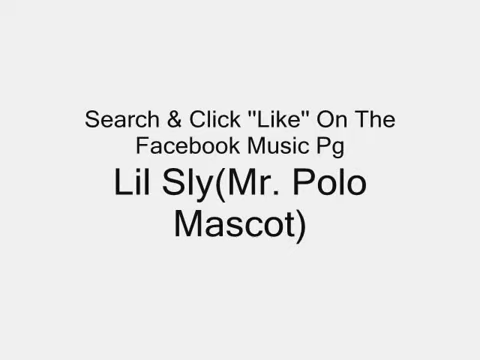 Search & Click "Like" On The
Facebook Music Pg
Lil Sly(Mr. Polo
Mascot)